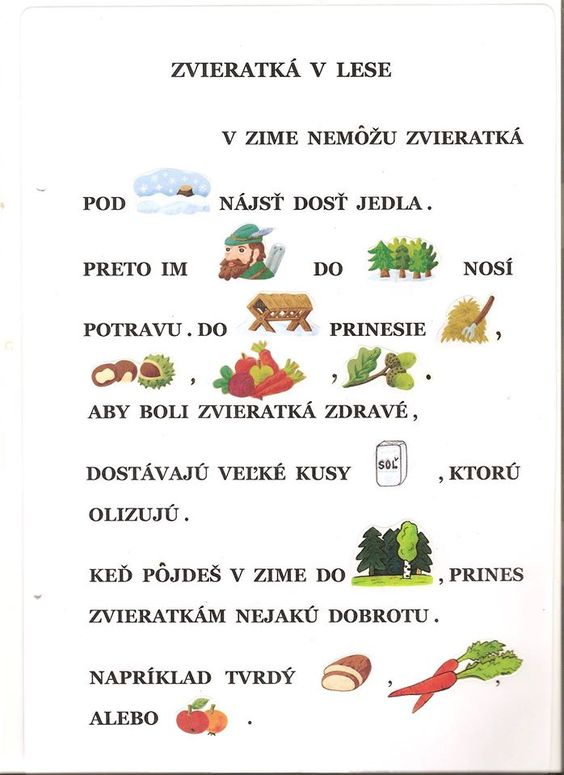 ZVIERATKÁ V LESE
V ZIME NEMÔŽU ZVIERATKÁ
POD NÁJSŤ DOSŤ JEDLA.
PRETO IM DO NOSÍ
POTRAVU. DO PRINESIE ,
, , .
ABY BOLI ZVIERATKÁ ZDRAVÉ,
DOSTÁVAJÚ VEĽKÉ KUSY SOĽ , KTORÚ
OLIZUJÚ.
KEĎ PÔJDEŠ V ZIME DO , PRINES
ZVIERATKÁM NEJAKÚ DOBROTU.
NAPRÍKLAD TVRDÝ , ,
ALEBO .